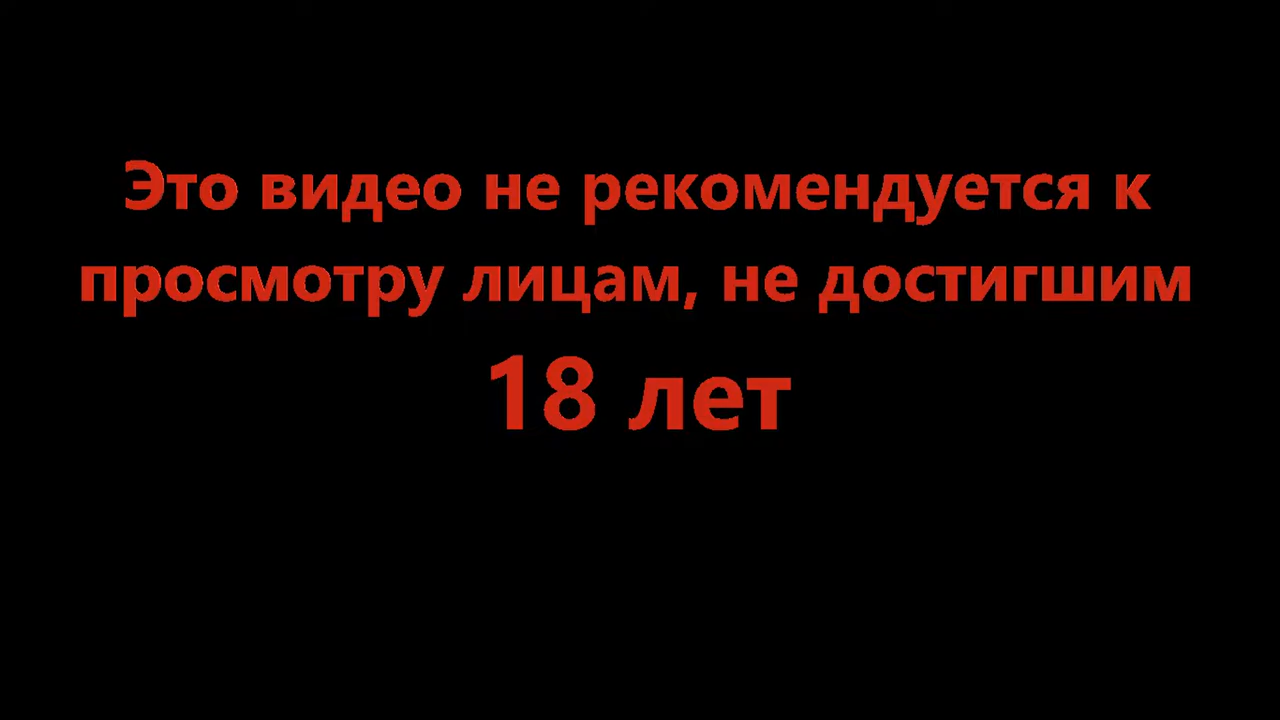 Это видео не рекомендуется к
просмотру лицам, не достигшим
18 лет